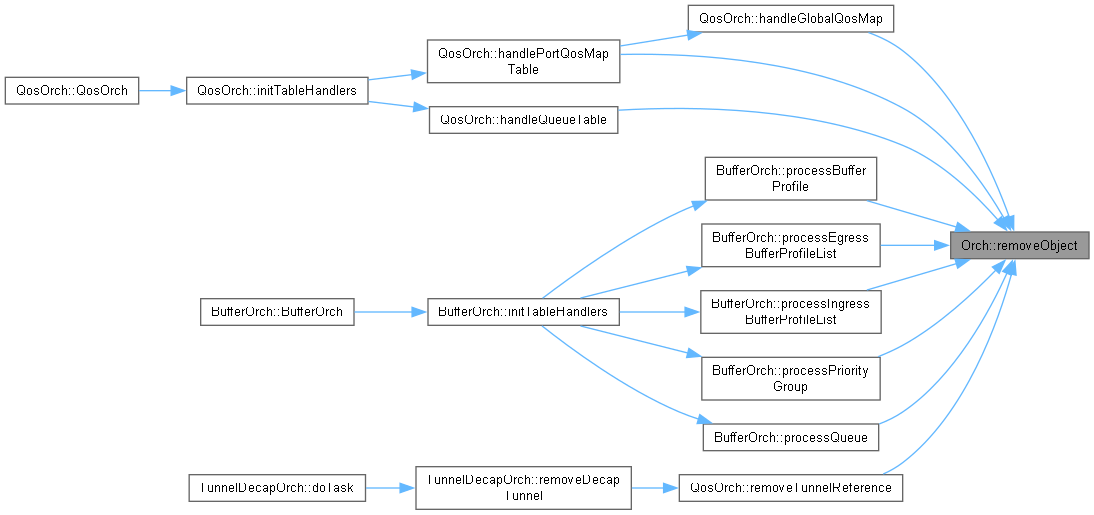 QosOrch::handleGlobalQosMap
QosOrch::handlePortQosMap
Table
QosOrch::QosOrch
QosOrch::initTableHandlers
QosOrch::handleQueueTable
BufferOrch::processBuffer
Profile
BufferOrch::processEgress
BufferProfileList
Orch::removeObject
BufferOrch::processIngress
BufferProfileList
BufferOrch::BufferOrch
BufferOrch::initTableHandlers
BufferOrch::processPriority
Group
BufferOrch::processQueue
TunnelDecapOrch::doTask
TunnelDecapOrch::removeDecap
Tunnel
QosOrch::removeTunnelReference